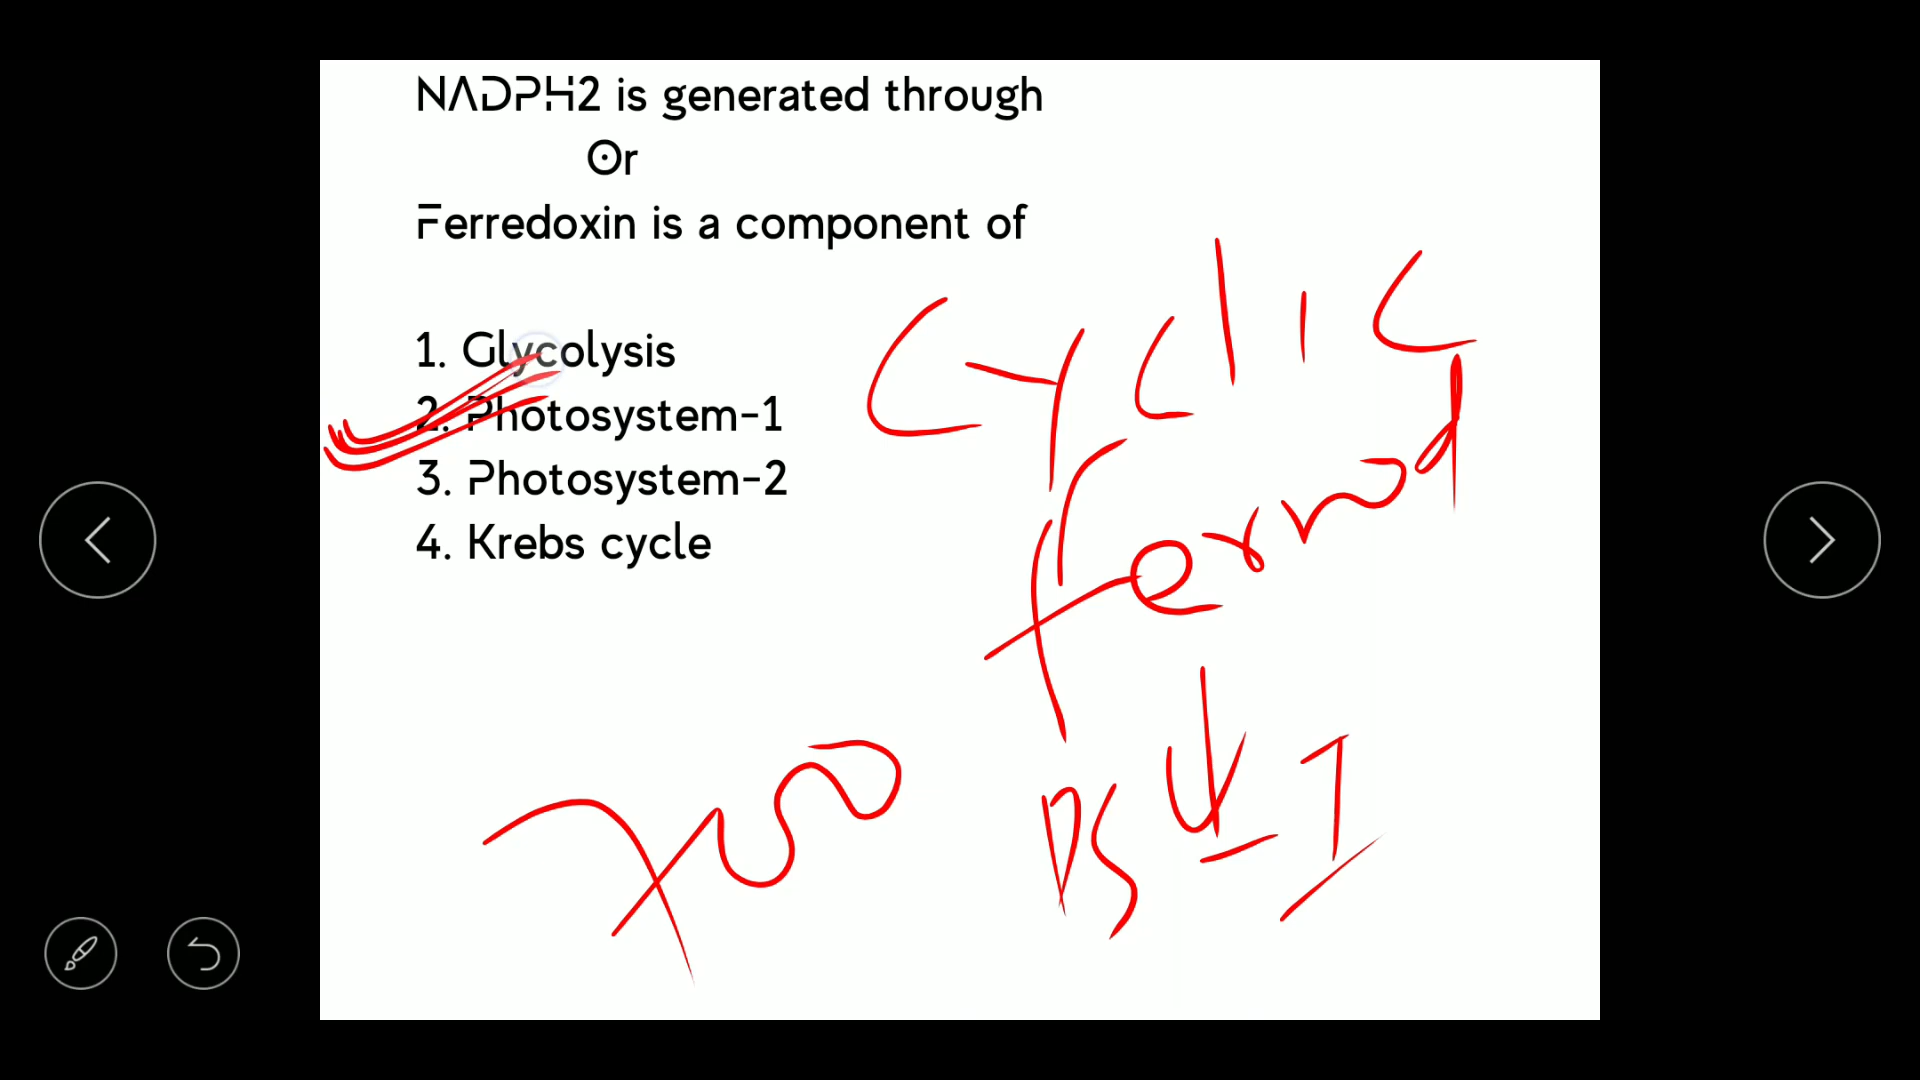 NADPH2 is generated through
Or
Ferredoxin is a component of
1. Glycolysis
2. Photosystem-1
3. Photosystem-2
4. Krebs cycle
Cyclic
PS I
700